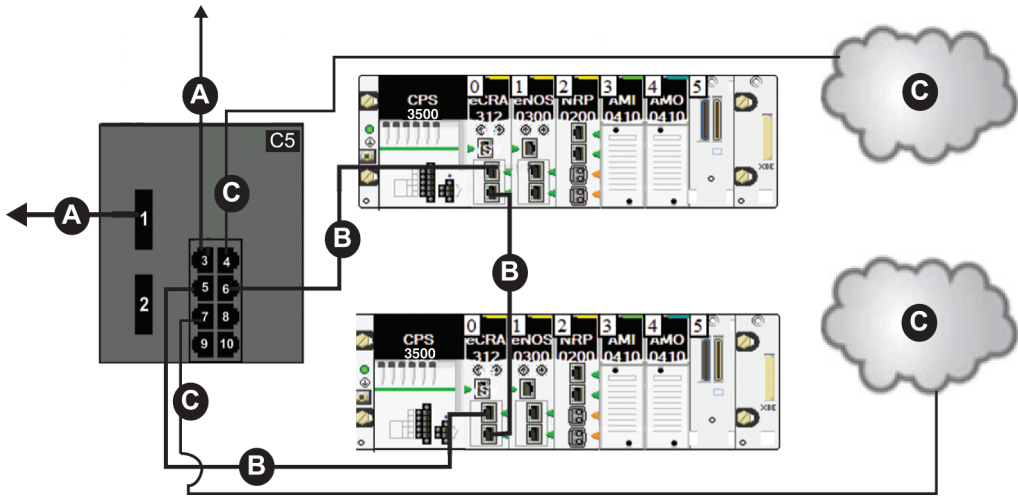 A
C5
C
A
1
2
3 4
5 6
7 8
9 10
C
B
B
B
CPS
3500
0 1 2 3 4 5
eCRA eNOS NRP AMI AMO
312 0300 0200 0410 0410
S
XBE
C
CPS
3500
0 1 2 3 4 5
eCRA eNOS NRP AMI AMO
312 0300 0200 0410 0410
S
XBE
C